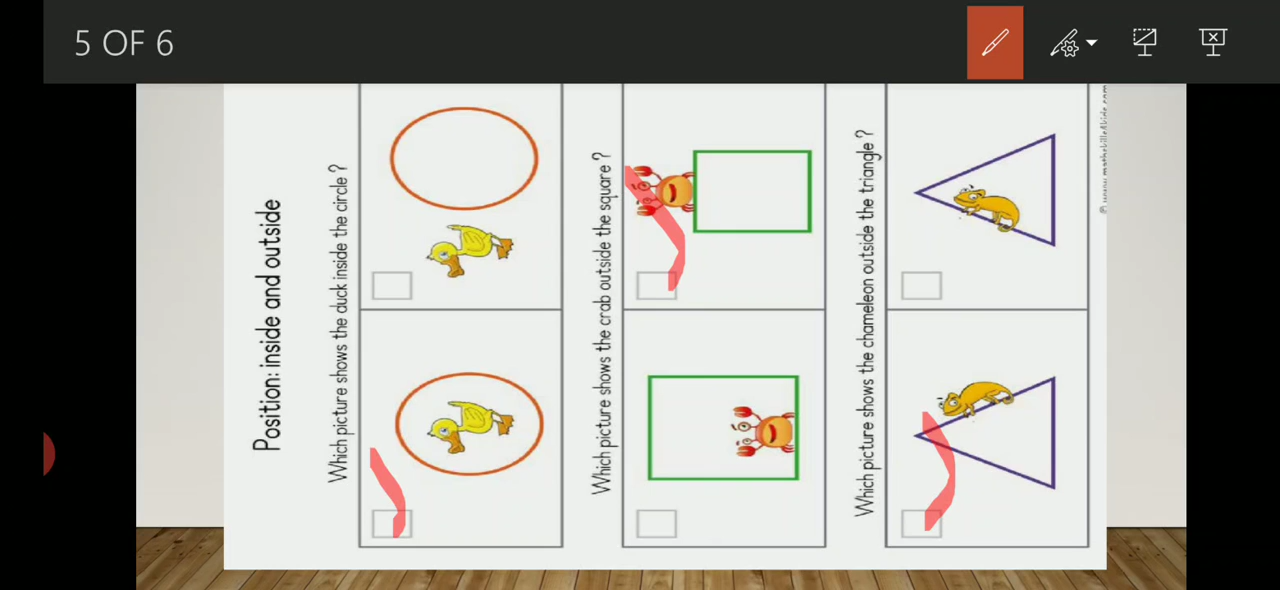 5 OF 6
Position: inside and outside
Which picture shows the duck inside the circle ?
Which picture shows the crab outside the square ?
Which picture shows the chameleon outside the triangle ?